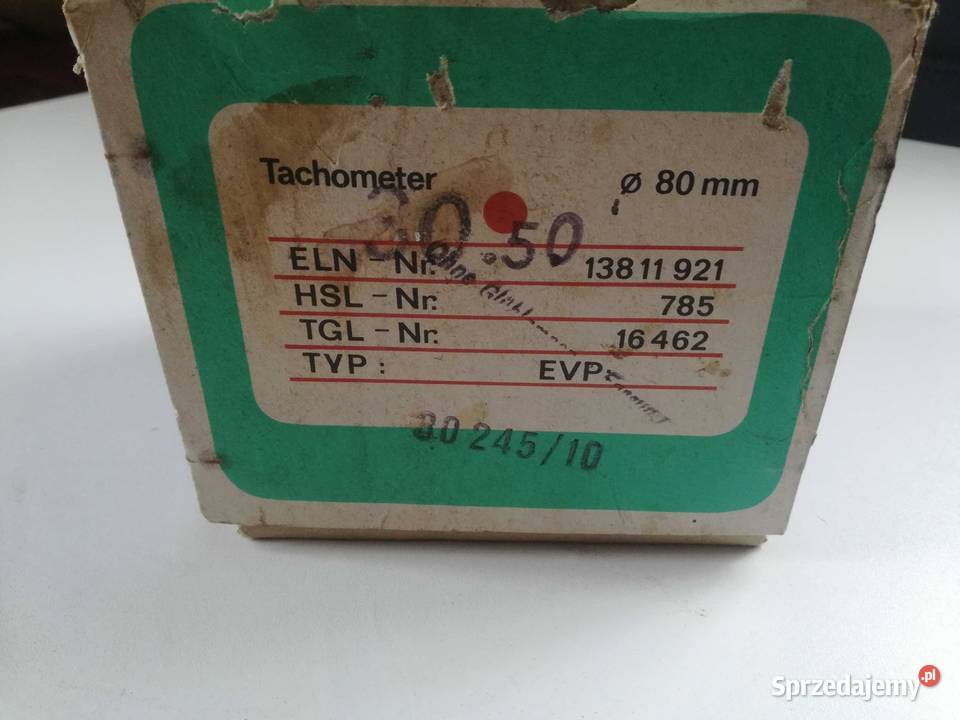 Tachometer ø 80 mm
30.50
ELN - Nr. 138 11 921
ohne
HSL - Nr. 785
TGL - Nr. 16 462
TYP : EVP:
30 245/10
Sprzedajemy.pl